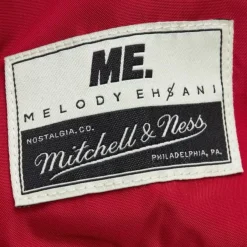 ME.
MELODY EHSANI
NOSTALGIA, CO.
Mitchell & Ness
PHILADELPHIA, PA.